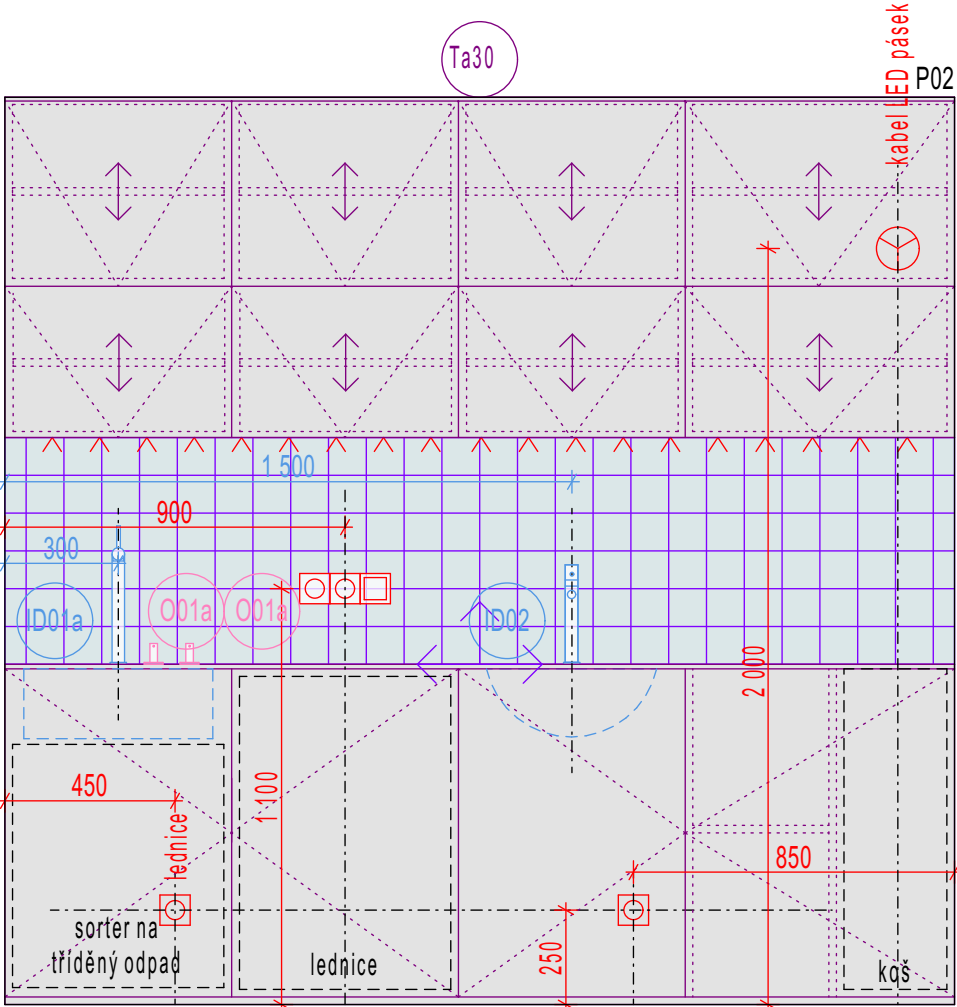 kabel LED pásek
Ta30
P02
1 500
900
300
ID01a
O01a
O01a
ID02
2 000
450
1 100
lednice
850
sorter na
tříděný odpad
lednice
250
koš